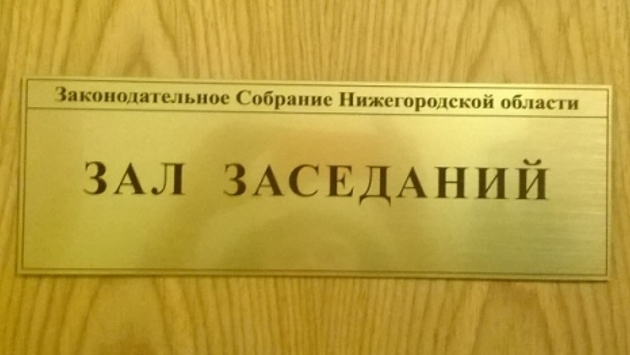 Законодательное Собрание Нижегородской области
ЗАЛ ЗАСЕДАНИЙ